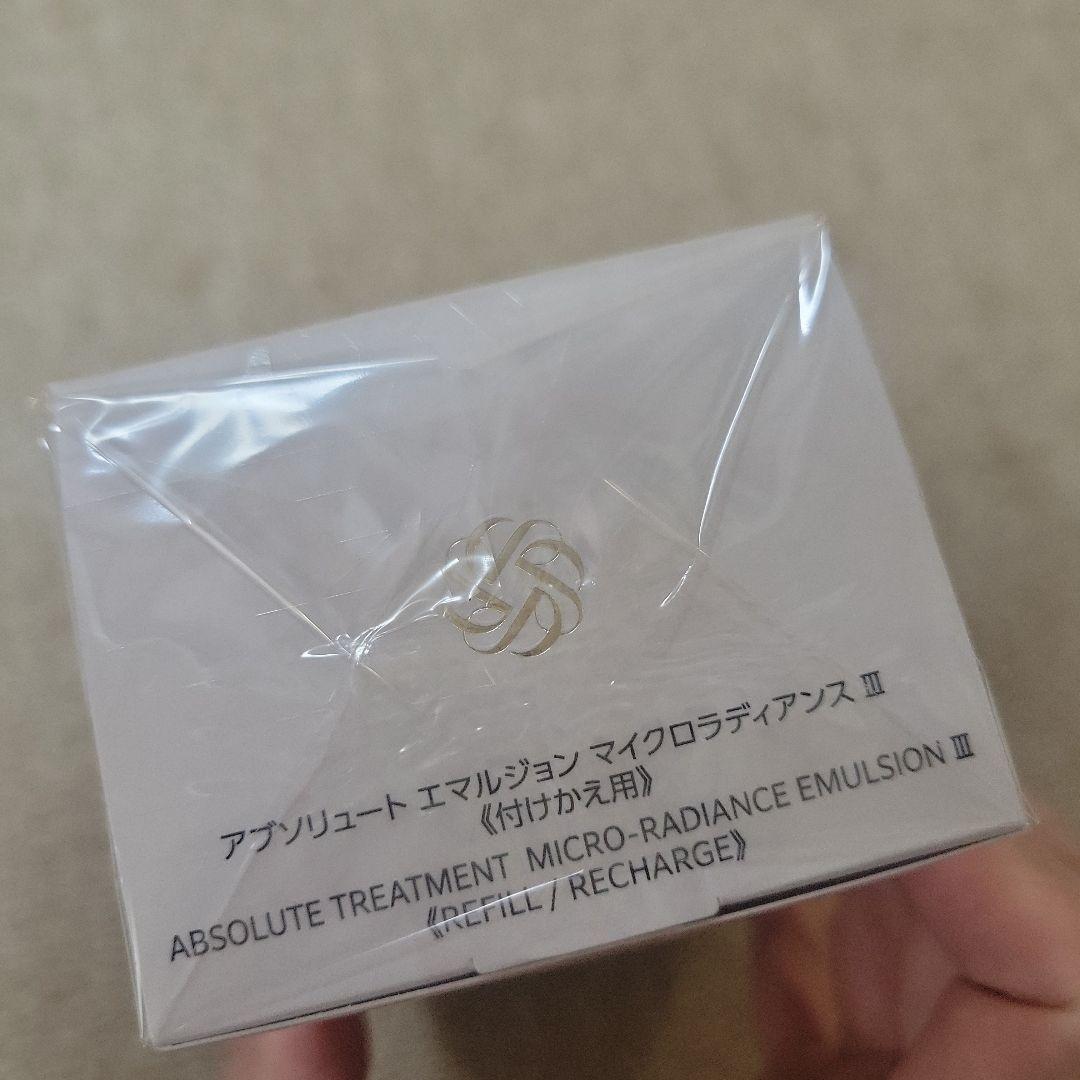 アブソリュート エマルジョン マイクロラディアンス Ⅲ
《付けかえ用》
ABSOLUTE TREATMENT MICRO-RADIANCE EMULSION Ⅲ
《REFILL / RECHARGE》